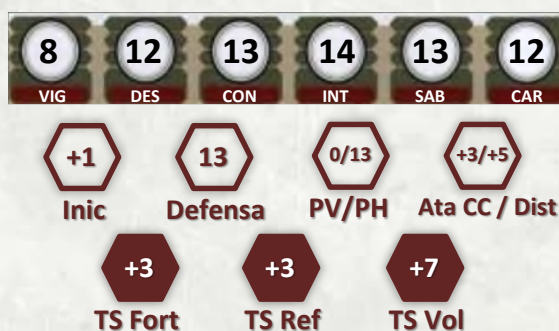 8 12 13 14 13 12
VIG DES CON INT SAB CAR
+1 13 0/13 +3/+5
Inic Defensa PV/PH Ata CC / Dist
+3 +3 +7
TS Fort TS Ref TS Vol